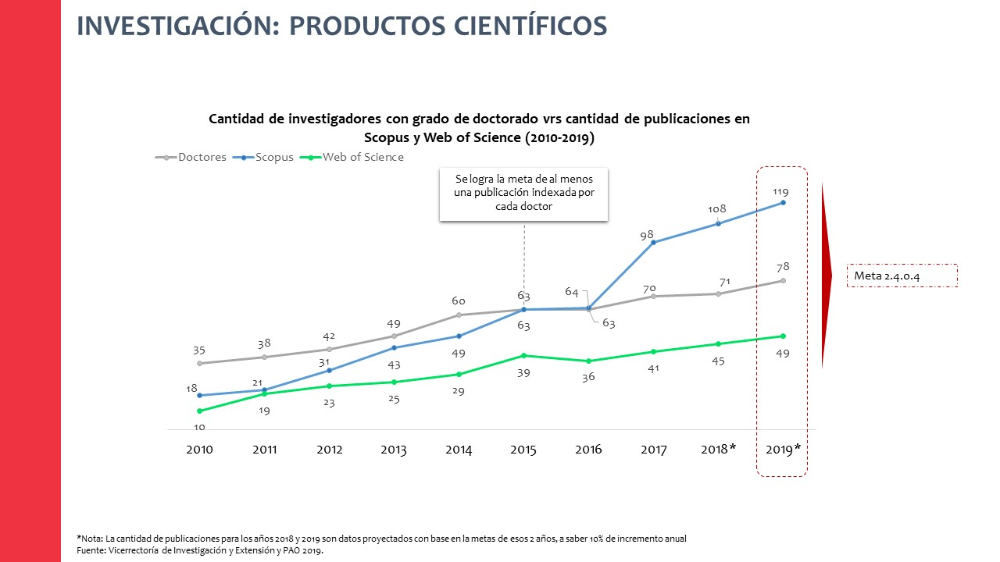 INVESTIGACIÓN: PRODUCTOS CIENTÍFICOS
Cantidad de investigadores con grado de doctorado vrs cantidad de publicaciones en
Scopus y Web of Science (2010-2019)
Doctores Scopus Web of Science
Se logra la meta de al menos
una publicación indexada por
cada doctor
119
108
98
78
71
70
64
63
63
63
60
49
42
38
35
49
43
31
21
18
49
45
41
36
39
29
25
23
19
10
2010 2011 2012 2013 2014 2015 2016 2017 2018* 2019*
Meta 2.4.0.4
*Nota: La cantidad de publicaciones para los años 2018 y 2019 son datos proyectados con base en la metas de esos 2 años, a saber 10% de incremento anual
Fuente: Vicerrectoría de Investigación y Extensión y PAO 2019.